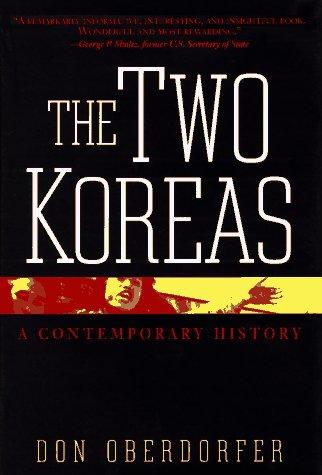 "A REMARKABLY INFORMATIVE, INTERESTING, AND INSIGHTFUL BOOK.
WONDERFUL AND MOST REWARDING."
—George P. Shultz, former U.S. Secretary of State
THE TWO
KOREAS
A CONTEMPORARY HISTORY
DON OBERDORFER